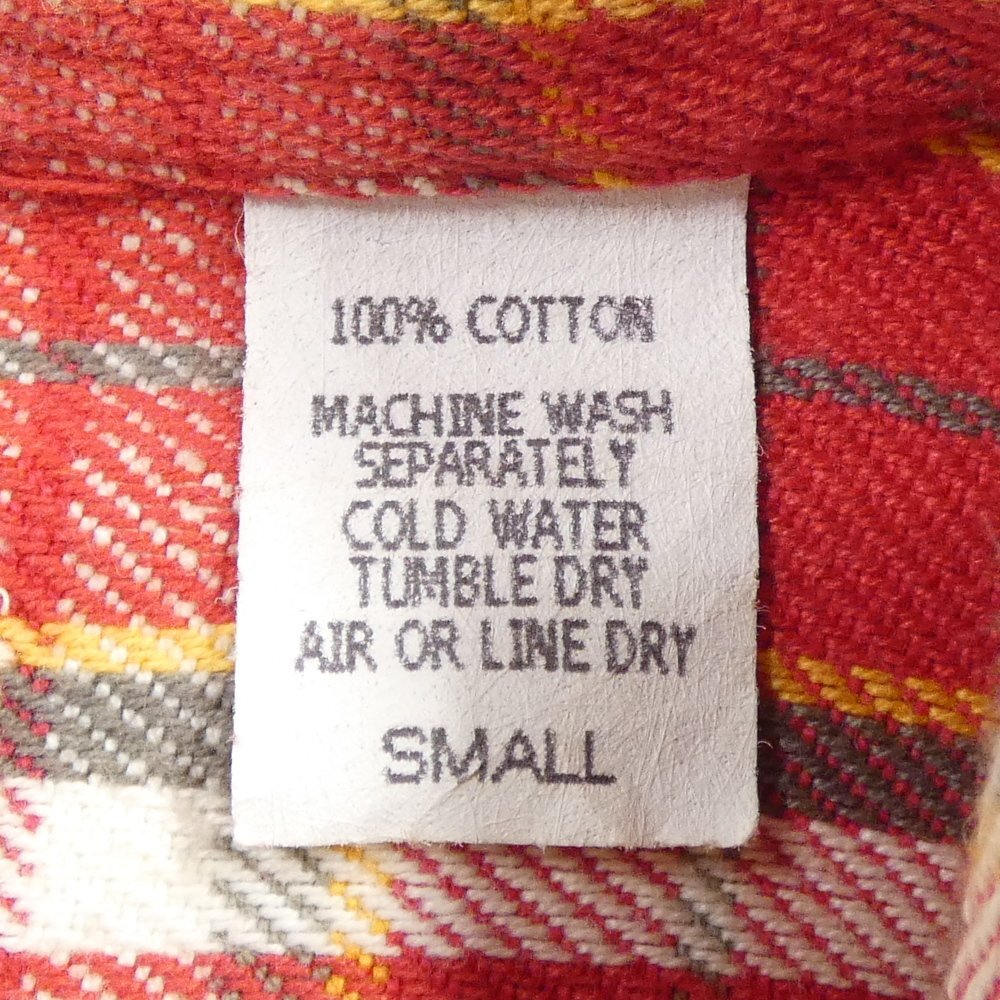 100% COTTON
MACHINE WASH
SEPARATELY
COLD WATER
TUMBLE DRY
AIR OR LINE DRY
SMALL